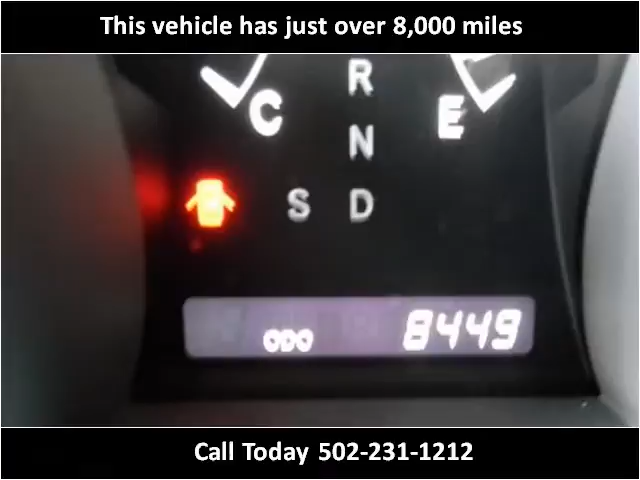 This vehicle has just over 8,000 miles
R
C
E
N
S D
ODO 8449
Call Today 502-231-1212